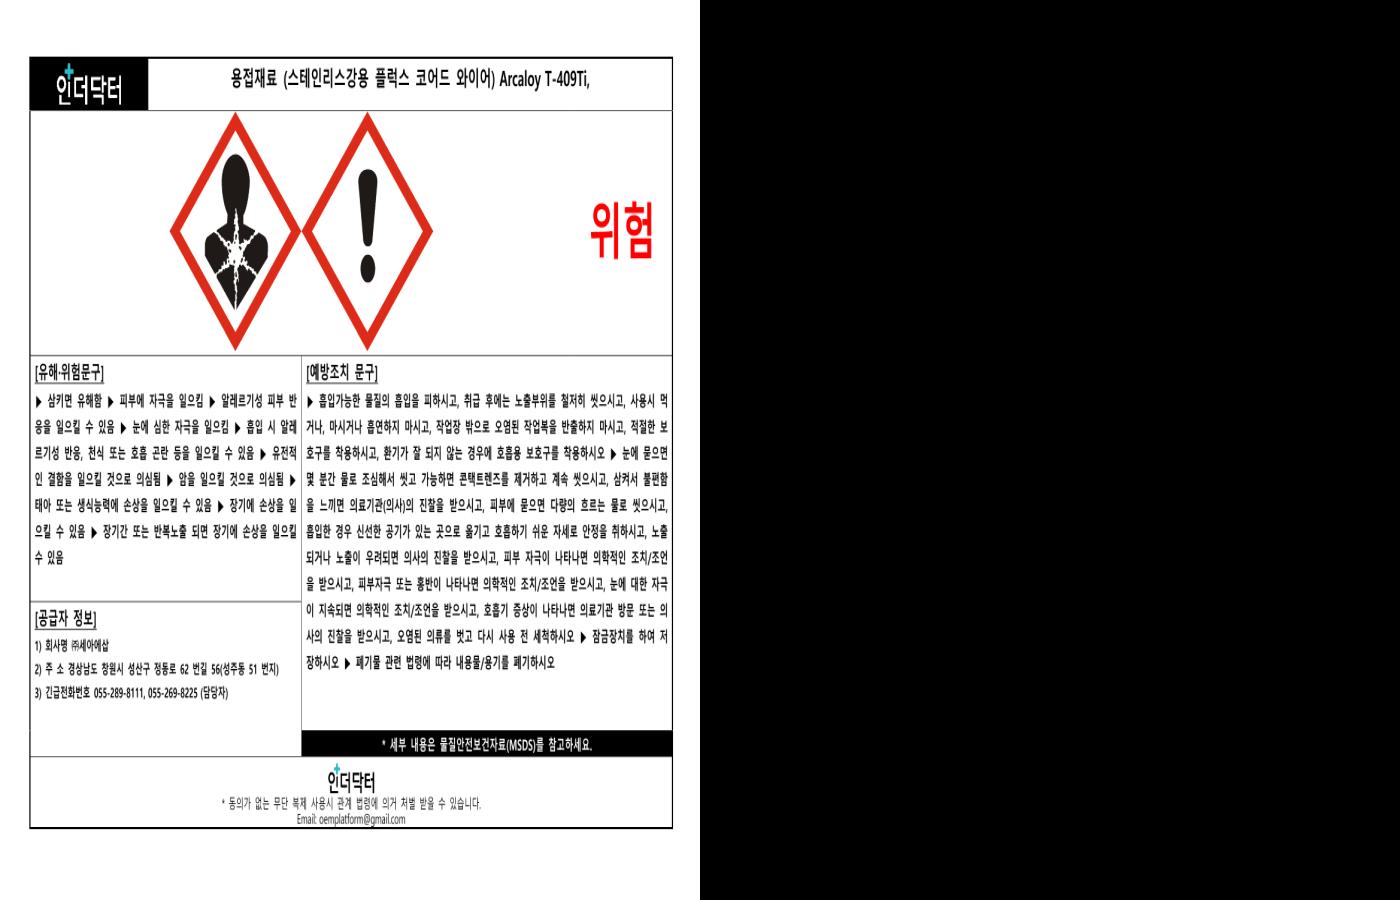 인더닥터
용접재료 (스테인리스강용 플럭스 코어드 와이어) Arcaloy T-409Ti,
위험
[유해·위험문구]
▶ 삼키면 유해함 ▶ 피부에 자극을 일으킴 ▶ 알레르기성 피부 반
응을 일으킬 수 있음 ▶ 눈에 심한 자극을 일으킴 ▶ 흡입 시 알레
르기성 반응, 천식 또는 호흡 곤란 등을 일으킬 수 있음 ▶ 유전적
인 결함을 일으킬 것으로 의심됨 ▶ 암을 일으킬 것으로 의심됨 ▶
태아 또는 생식능력에 손상을 일으킬 수 있음 ▶ 장기에 손상을 일
으킬 수 있음 ▶ 장기간 또는 반복노출 되면 장기에 손상을 일으킬
수 있음
[공급자 정보]
1) 회사명 ㈜세아에삽
2) 주 소 경상남도 창원시 성산구 정동로 62 번길 56(성주동 51 번지)
3) 긴급전화번호 055-289-8111, 055-269-8225 (담당자)
[예방조치 문구]
▶ 흡입가능한 물질의 흡입을 피하시고, 취급 후에는 노출부위를 철저히 씻으시고, 사용시 먹
거나, 마시거나 흡연하지 마시고, 작업장 밖으로 오염된 작업복을 반출하지 마시고, 적절한 보
호구를 착용하시고, 환기가 잘 되지 않는 경우에 호흡용 보호구를 착용하시오 ▶ 눈에 묻으면
몇 분간 물로 조심해서 씻고 가능하면 콘택트렌즈를 제거하고 계속 씻으시고, 삼켜서 불편함
을 느끼면 의료기관(의사)의 진찰을 받으시고, 피부에 묻으면 다량의 흐르는 물로 씻으시고,
흡입한 경우 신선한 공기가 있는 곳으로 옮기고 호흡하기 쉬운 자세로 안정을 취하시고, 노출
되거나 노출이 우려되면 의사의 진찰을 받으시고, 피부 자극이 나타나면 의학적인 조치/조언
을 받으시고, 피부자극 또는 홍반이 나타나면 의학적인 조치/조언을 받으시고, 눈에 대한 자극
이 지속되면 의학적인 조치/조언을 받으시고, 호흡기 증상이 나타나면 의료기관 방문 또는 의
사의 진찰을 받으시고, 오염된 의류를 벗고 다시 사용 전 세척하시오 ▶ 잠금장치를 하여 저
장하시오 ▶ 폐기물 관련 법령에 따라 내용물/용기를 폐기하시오
* 세부 내용은 물질안전보건자료(MSDS)를 참고하세요.
인더닥터
* 동의가 없는 무단 복제 사용시 관계 법령에 의거 처벌 받을 수 있습니다.
Email: oemplatform@gmail.com